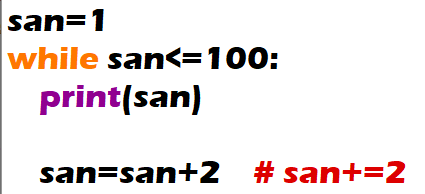 san=1
while san<=100:
    print(san)
    san=san+2    # san+=2